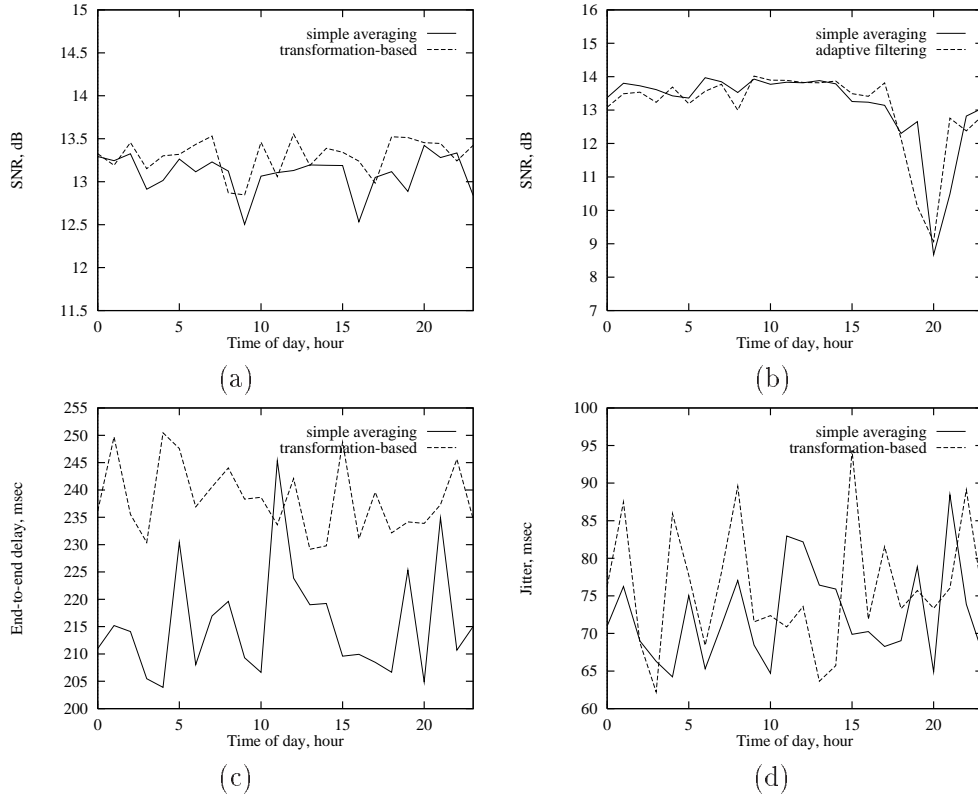 15
14.5
14
13.5
13
12.5
12
11.5
SNR, dB
simple averaging
transformation-based
0 5 10 15 20
Time of day, hour
(a)
16
15
14
13
12
11
10
9
8
7
SNR, dB
simple averaging
adaptive filtering
0 5 10 15 20
Time of day, hour
(b)
255
250
245
240
235
230
225
220
215
210
205
200
End-to-end delay, msec
simple averaging
transformation-based
0 5 10 15 20
Time of day, hour
(c)
100
95
90
85
80
75
70
65
60
Jitter, msec
simple averaging
transformation-based
0 5 10 15 20
Time of day, hour
(d)